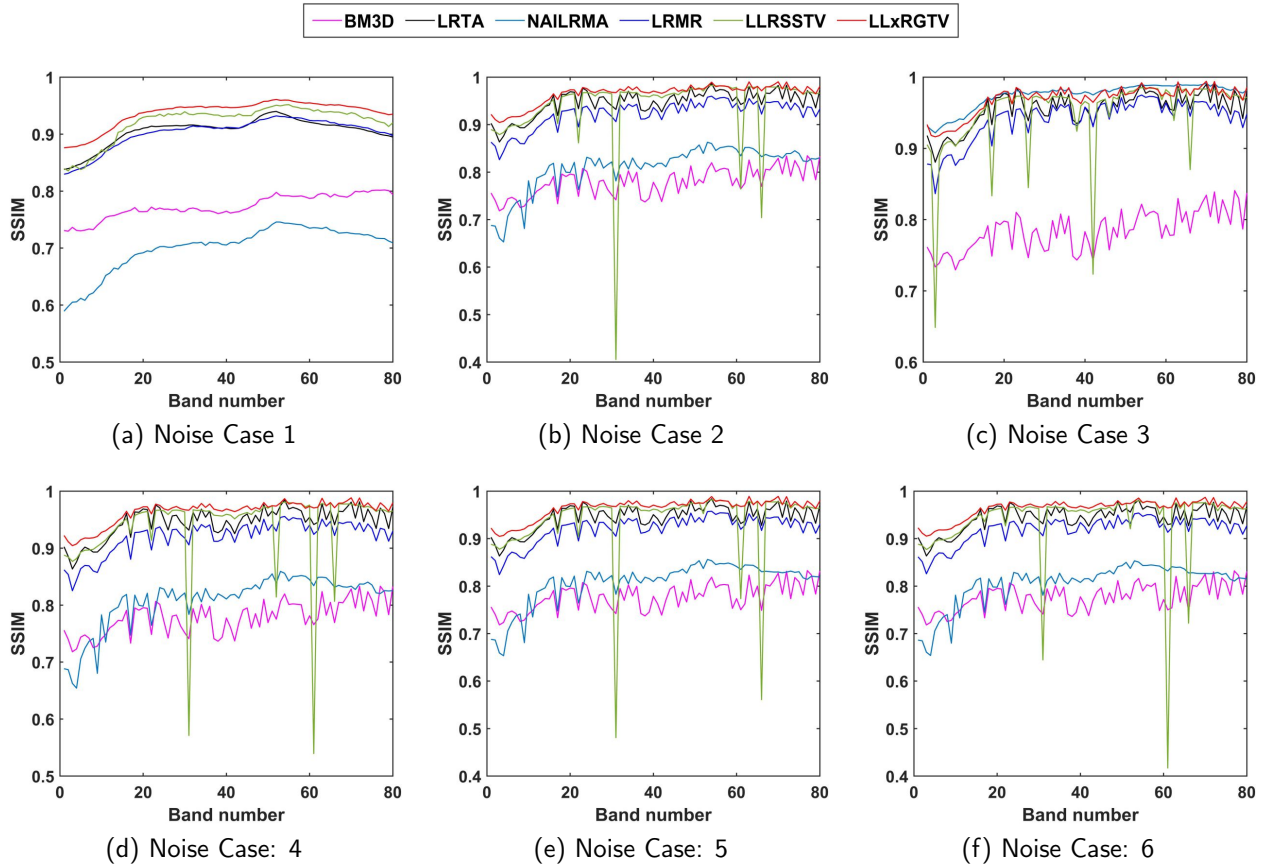 BM3D LRTA NAILRMA LRMR LLRSSTV LLxRGTV
1
0.9
0.8
0.7
0.6
0.5
SSIM
0 20 40 60 80
Band number
(a) Noise Case 1
1
0.9
0.8
0.7
0.6
0.5
0.4
SSIM
0 20 40 60 80
Band number
(b) Noise Case 2
1
0.9
0.8
0.7
0.6
SSIM
0 20 40 60 80
Band number
(c) Noise Case 3
1
0.9
0.8
0.7
0.6
0.5
SSIM
0 20 40 60 80
Band number
(d) Noise Case: 4
1
0.9
0.8
0.7
0.6
0.5
0.4
SSIM
0 20 40 60 80
Band number
(e) Noise Case: 5
1
0.9
0.8
0.7
0.6
0.5
0.4
SSIM
0 20 40 60 80
Band number
(f) Noise Case: 6